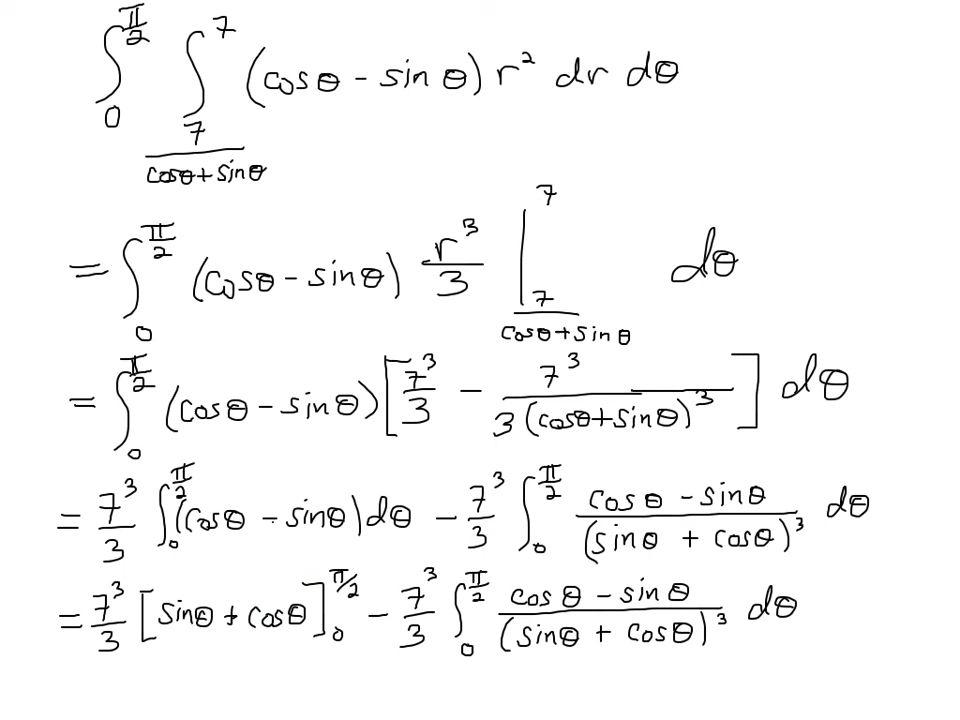 ∫_0^{π/2} ∫_{7/(cosθ+sinθ)}^7 (cosθ - sinθ) r² dr dθ
= ∫_0^{π/2} (cosθ - sinθ) r³/3 |_{7/(cosθ+sinθ)}^7 dθ
= ∫_0^{π/2} (cosθ - sinθ) [7³/3 - 7³/(3(cosθ+sinθ)³)] dθ
= 7³/3 ∫_0^{π/2} (cosθ - sinθ) dθ - 7³/3 ∫_0^{π/2} (cosθ - sinθ)/(sinθ + cosθ)³ dθ
= 7³/3 [sinθ + cosθ]_0^{π/2} - 7³/3 ∫_0^{π/2} (cosθ - sinθ)/(sinθ + cosθ)³ dθ